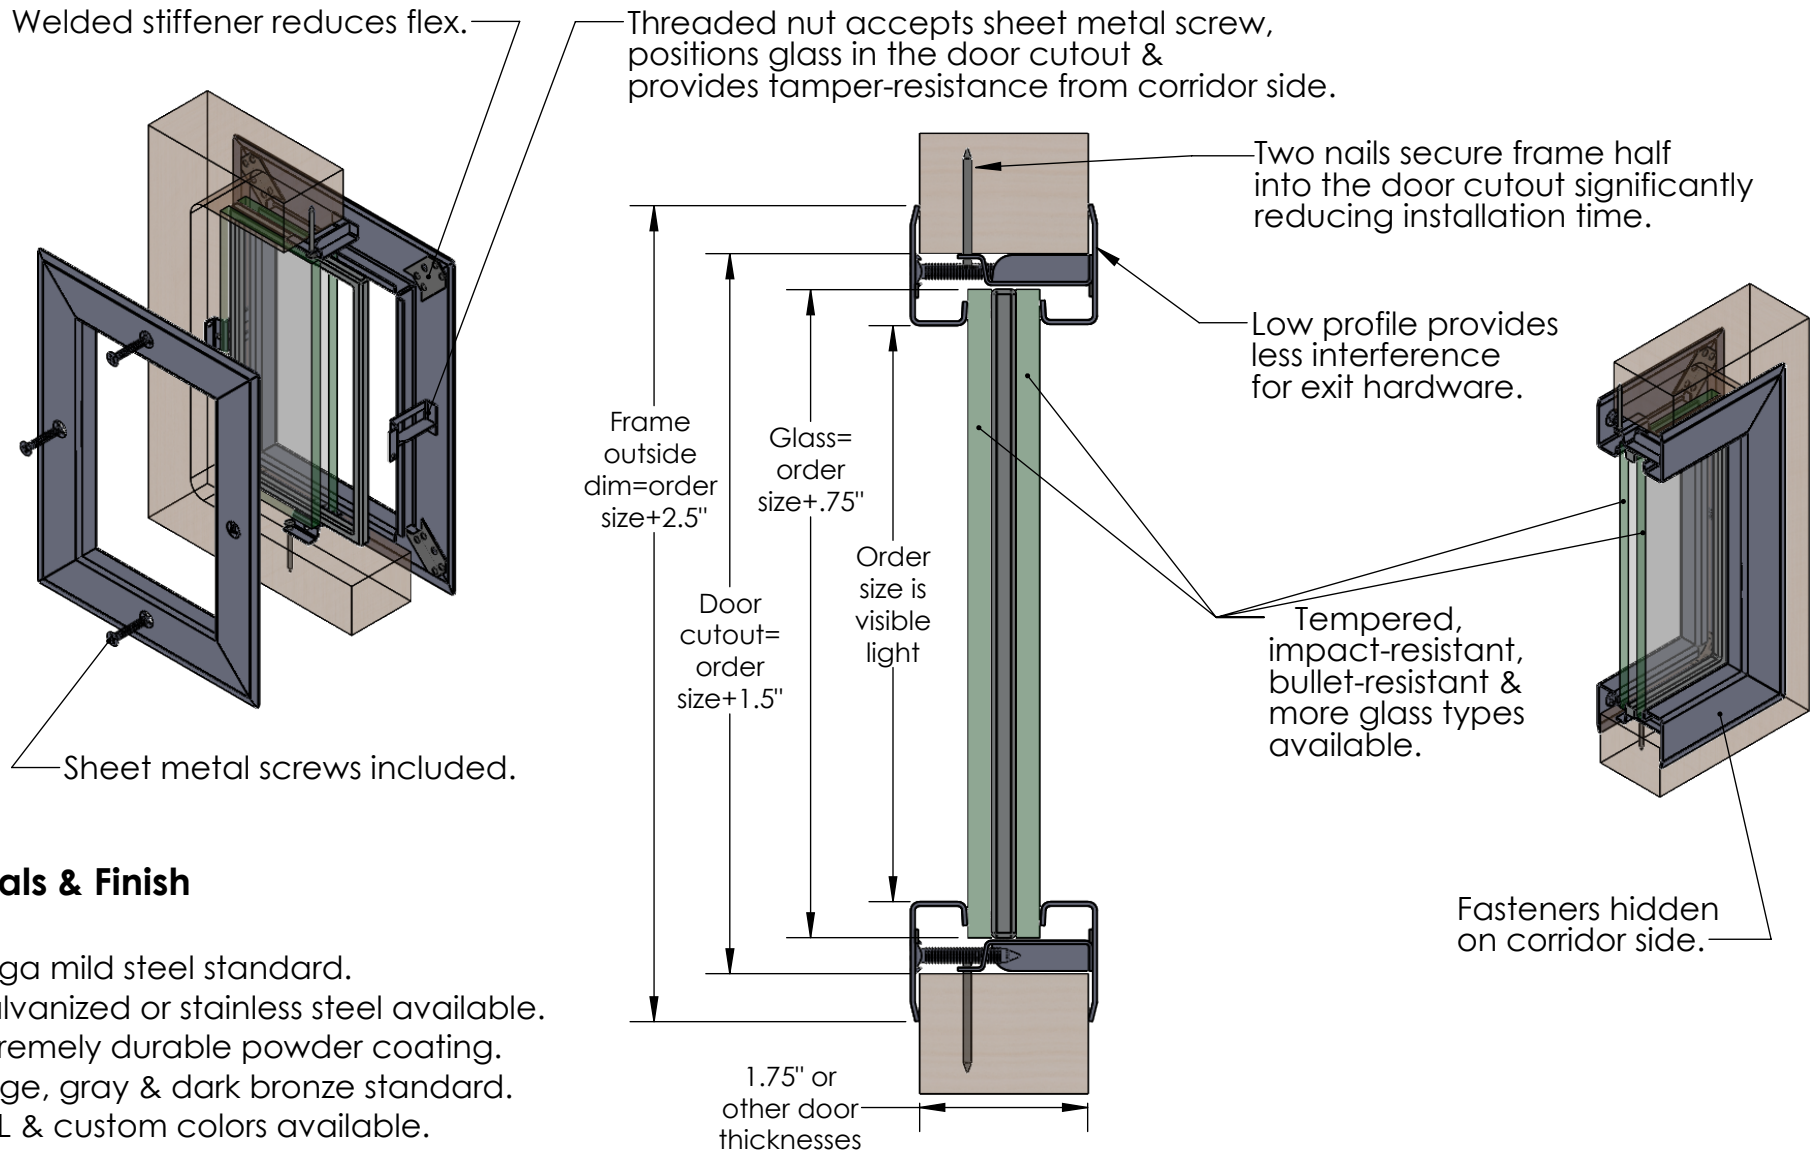 Welded stiffener reduces flex.
Threaded nut accepts sheet metal screw,
positions glass in the door cutout &
provides tamper-resistance from corridor side.
Two nails secure frame half
into the door cutout significantly
reducing installation time.
Low profile provides
less interference
for exit hardware.
Frame
outside
dim=order
size+2.5"
Glass=
order
size+.75"
Order
size is
visible
light
Door
cutout=
order
size+1.5"
Tempered,
impact-resistant,
bullet-resistant &
more glass types
available.
Sheet metal screws included.
Fasteners hidden
on corridor side.
als & Finish
ga mild steel standard.
lvanized or stainless steel available.
remely durable powder coating.
ge, gray & dark bronze standard.
L & custom colors available.
1.75" or
other door
thicknesses